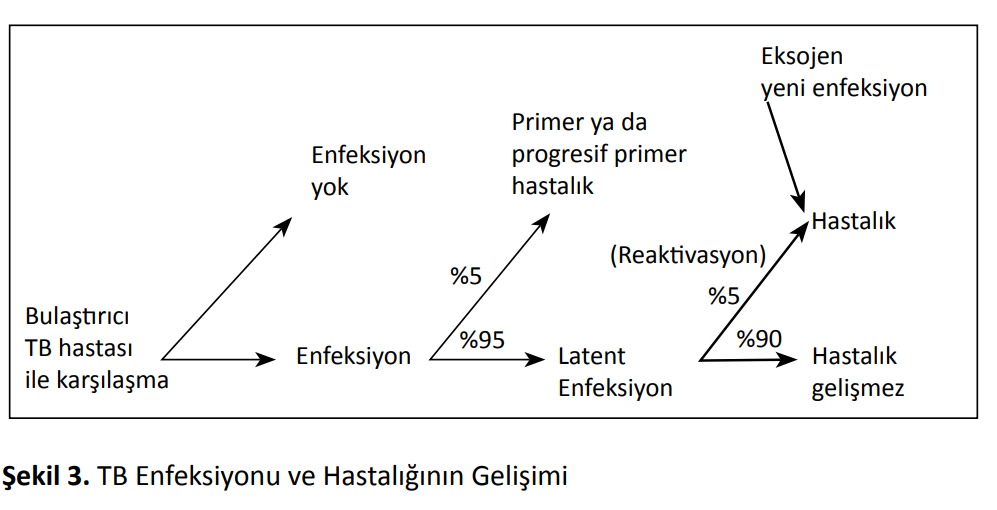 Eksojen
yeni enfeksiyon
Primer ya da
progresif primer
hastalık
Enfeksiyon
yok
Hastalık
(Reaktivasyon)
%5
%5
Bulaştırıcı
TB hastası
ile karşılaşma
Enfeksiyon
%95
Latent
Enfeksiyon
%90
Hastalık
gelişmez
Şekil 3. TB Enfeksiyonu ve Hastalığının Gelişimi